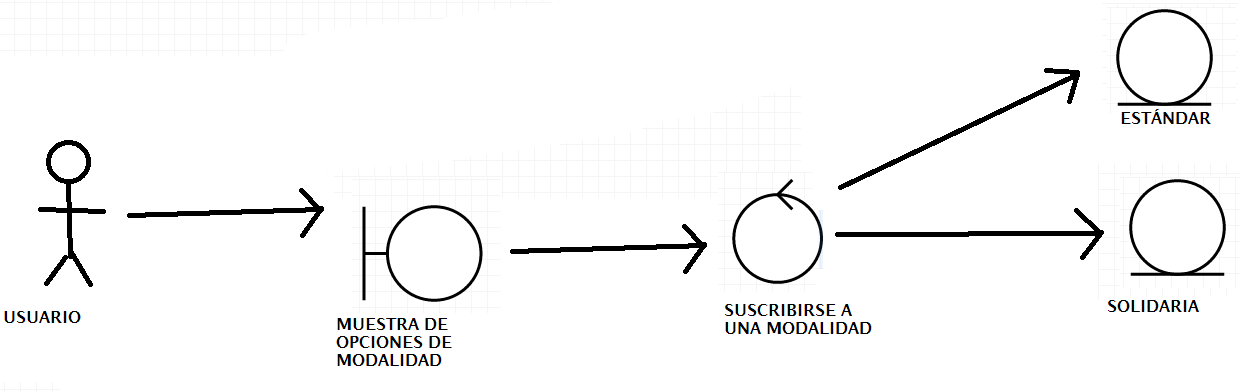 USUARIO
MUESTRA DE
OPCIONES DE
MODALIDAD
SUSCRIBIRSE A
UNA MODALIDAD
ESTÁNDAR
SOLIDARIA